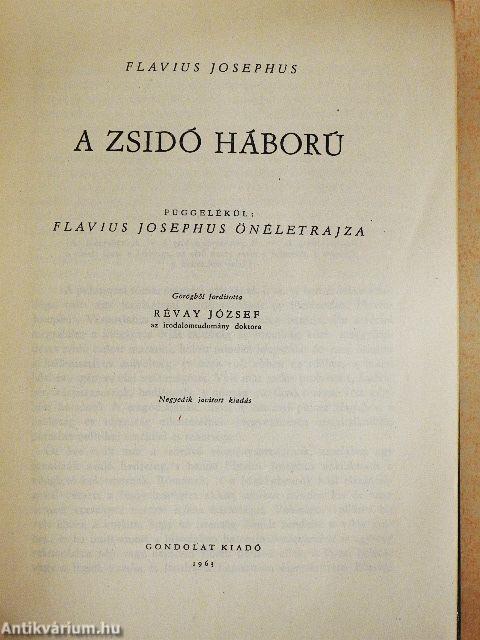 FLAVIUS JOSEPHUS
A ZSIDÓ HÁBORÚ
FÜGGELÉKÜL:
FLAVIUS JOSEPHUS ÖNÉLETRAJZA
Görögből fordította
RÉVAY JÓZSEF
az irodalomtudomány doktora
Negyedik javított kiadás
GONDOLAT KIADÓ
1963
Antikvárium.hu